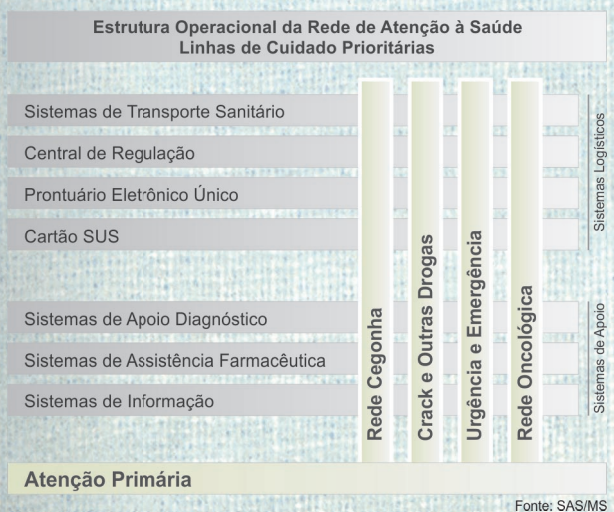 Estrutura Operacional da Rede de Atenção à Saúde
Linhas de Cuidado Prioritárias
Sistemas de Transporte Sanitário
Central de Regulação
Prontuário Eletrônico Único
Cartão SUS
Sistemas Logísticos
Sistemas de Apoio Diagnóstico
Sistemas de Assistência Farmacêutica
Sistemas de Informação
Sistemas de Apoio
Rede Cegonha
Crack e Outras Drogas
Urgência e Emergência
Rede Oncológica
Atenção Primária
Fonte: SAS/MS